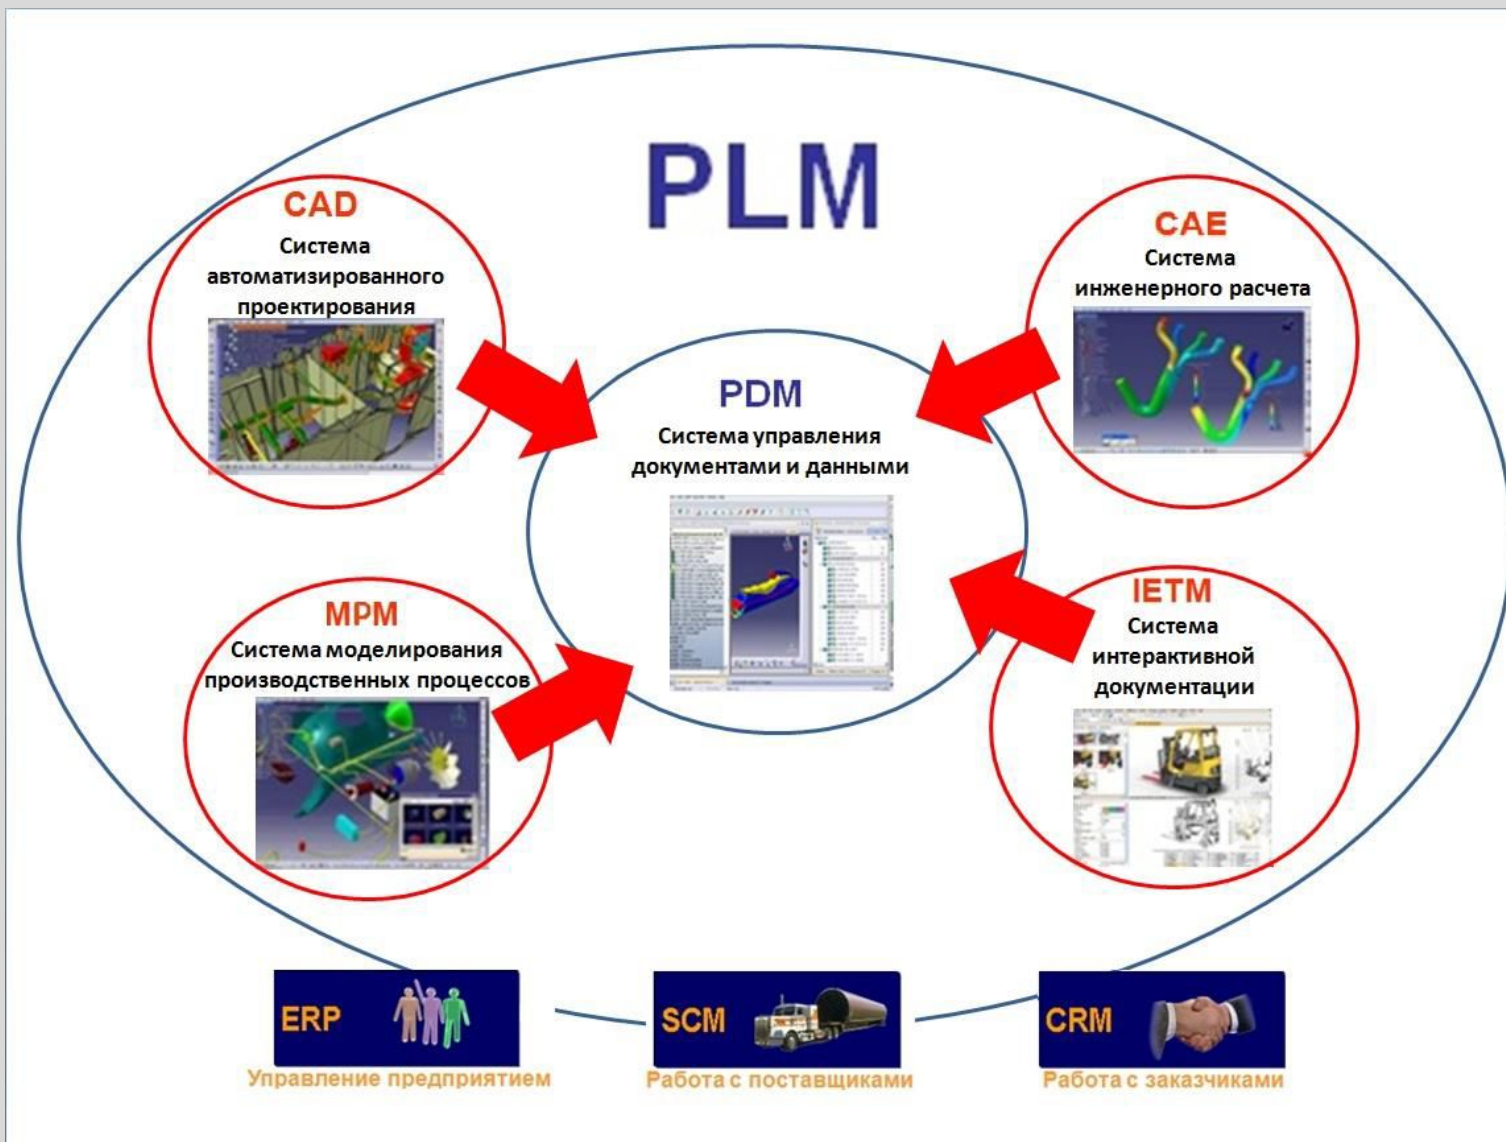 PLM
CAD
Система
автоматизированного
проектирования
CAE
Система
инженерного расчета
PDM
Система управления
документами и данными
MPM
Система моделирования
производственных процессов
IETM
Система
интерактивной
документации
ERP
SCM
CRM
Управление предприятием
Работа с поставщиками
Работа с заказчиками